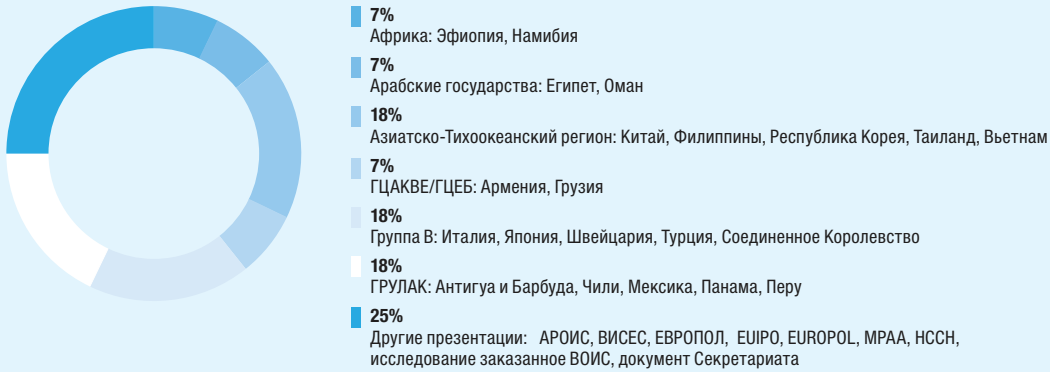 7%
Африка: Эфиопия, Намибия
7%
Арабские государства: Египет, Оман
18%
Азиатско-Тихоокеанский регион: Китай, Филиппины, Республика Корея, Таиланд, Вьетнам
7%
ГЦАКВЕ/ГЦЕБ: Армения, Грузия
18%
Группа B: Италия, Япония, Швейцария, Турция, Соединенное Королевство
18%
ГРУЛАК: Антигуа и Барбуда, Чили, Мексика, Панама, Перу
25%
Другие презентации: АРОИС, ВИСЕС, ЕВРОПОЛ, EUIPO, EUROPOL, MPAA, HCCH,
исследование заказанное ВОИС, документ Секретариата